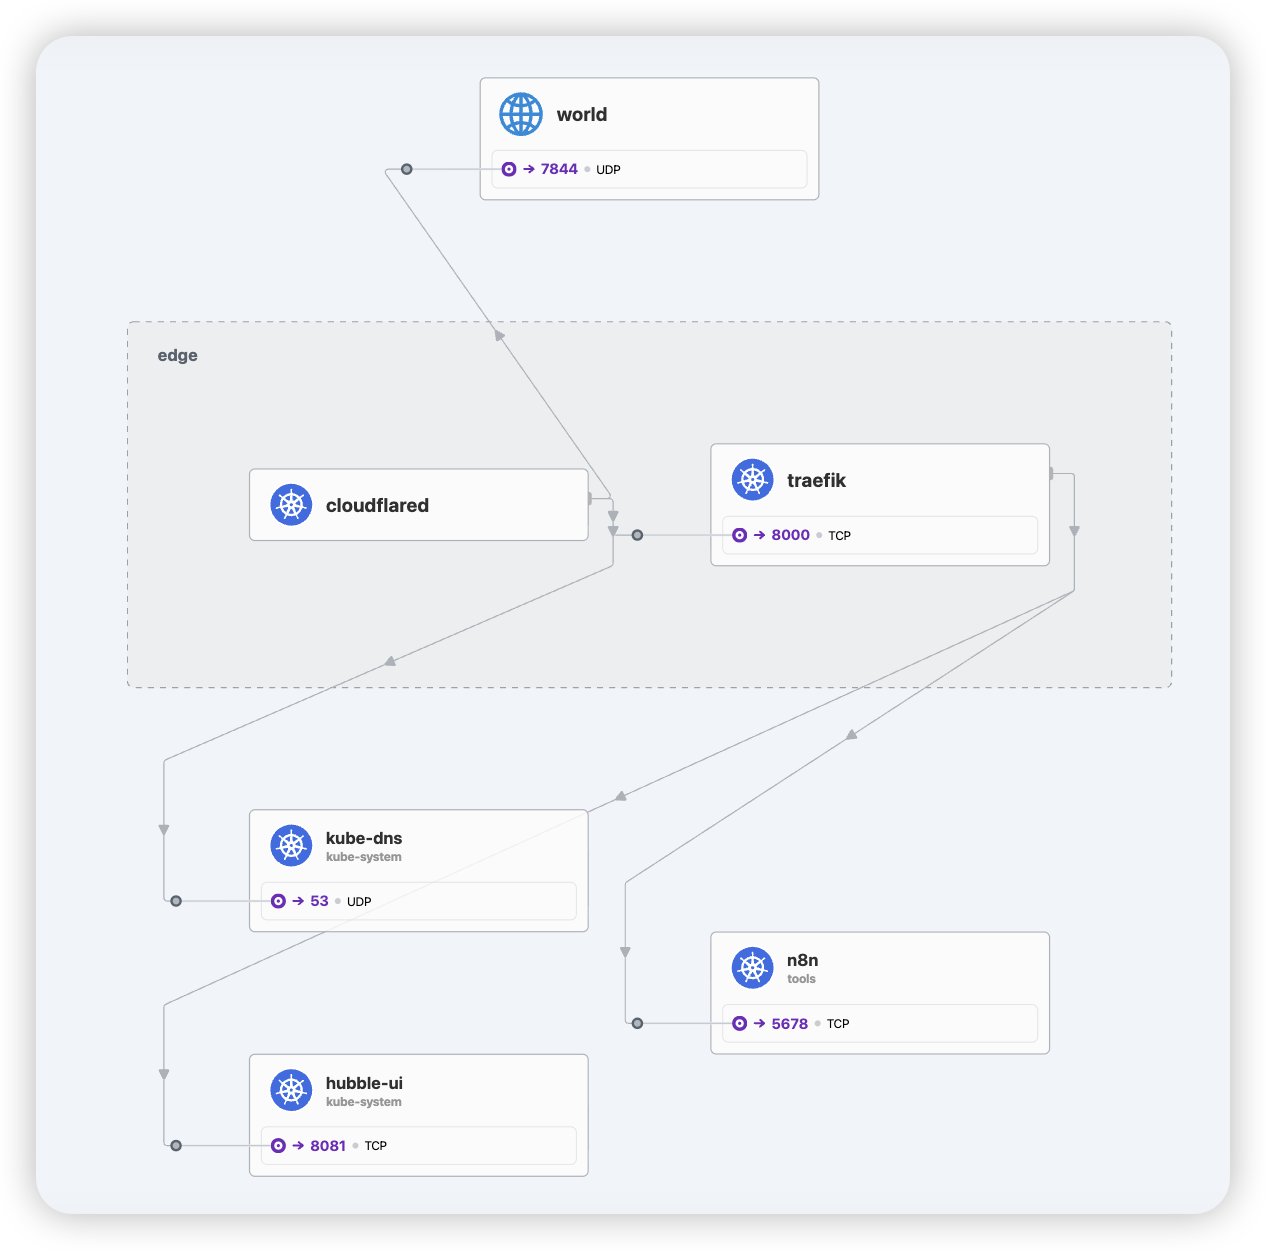 world
→ 7844 • UDP
edge
cloudflared
traefik
→ 8000 • TCP
kube-dns
kube-system
→ 53 • UDP
n8n
tools
→ 5678 • TCP
hubble-ui
kube-system
→ 8081 • TCP